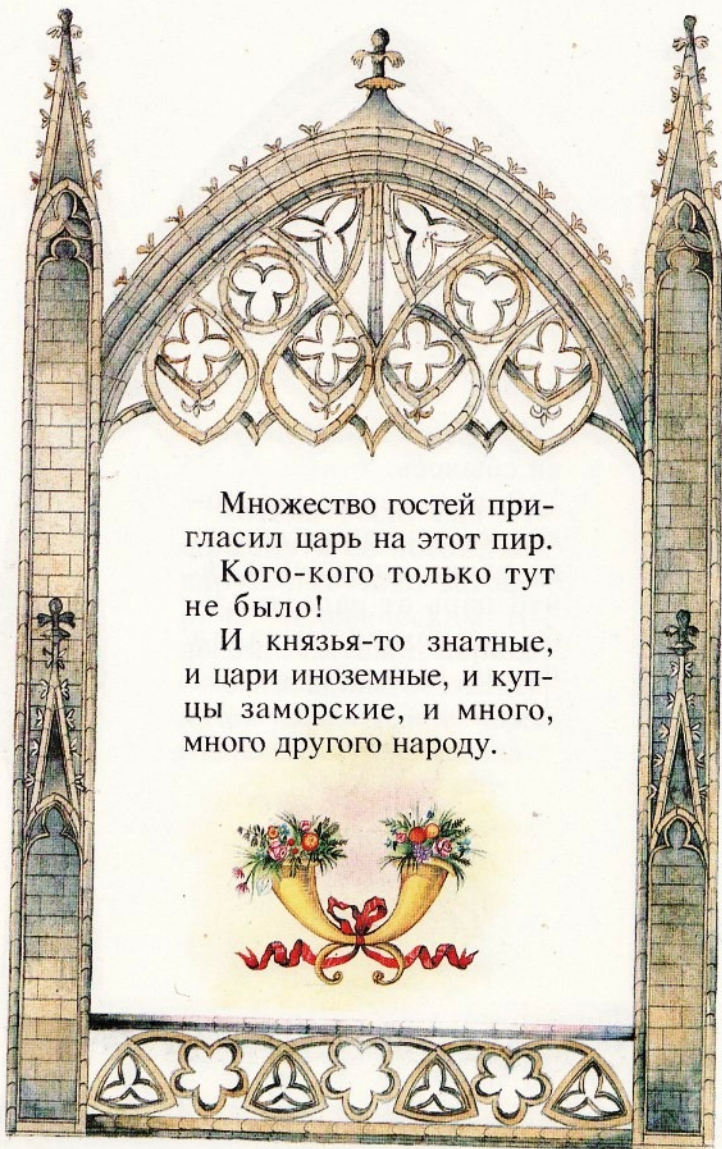 Множество гостей при-
гласил царь на этот пир.
Кого-кого только тут
не было!
И князья-то знатные,
и цари иноземные, и куп-
цы заморские, и много,
много другого народу.